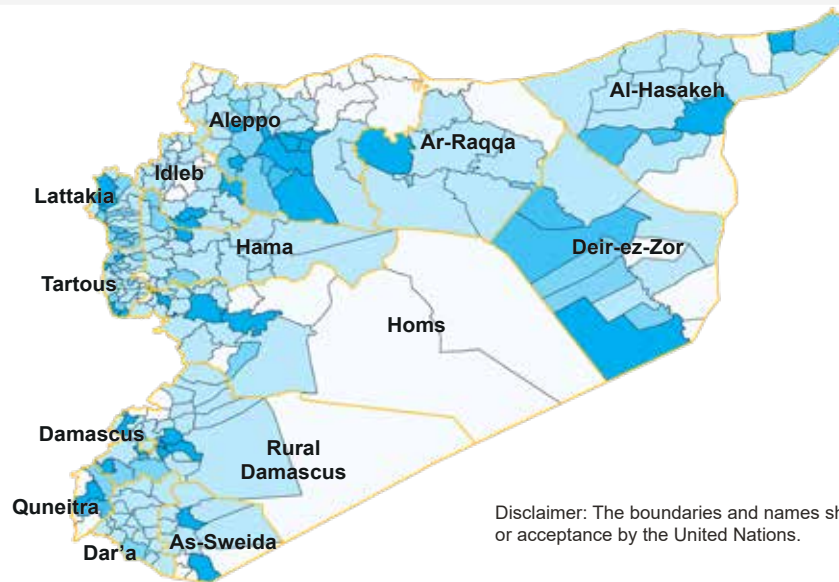 Al-Hasakeh
Aleppo
Ar-Raqqa
Idleb
Lattakia
Hama
Deir-ez-Zor
Tartous
Homs
Damascus
Rural
Damascus
Quneitra
As-Sweida
Dar'a
Disclaimer: The boundaries and names
or acceptance by the United Nations.